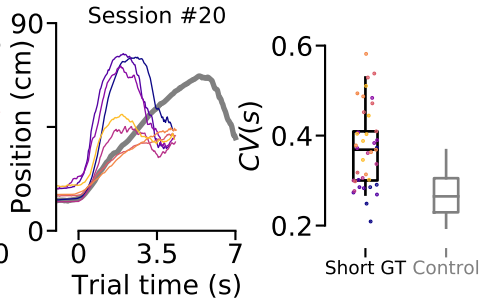 Session #20
90
Position (cm)
0
0
0
3.5
7
Trial time (s)
0.6
CV(s)
0.4
0.2
Short GT
Control